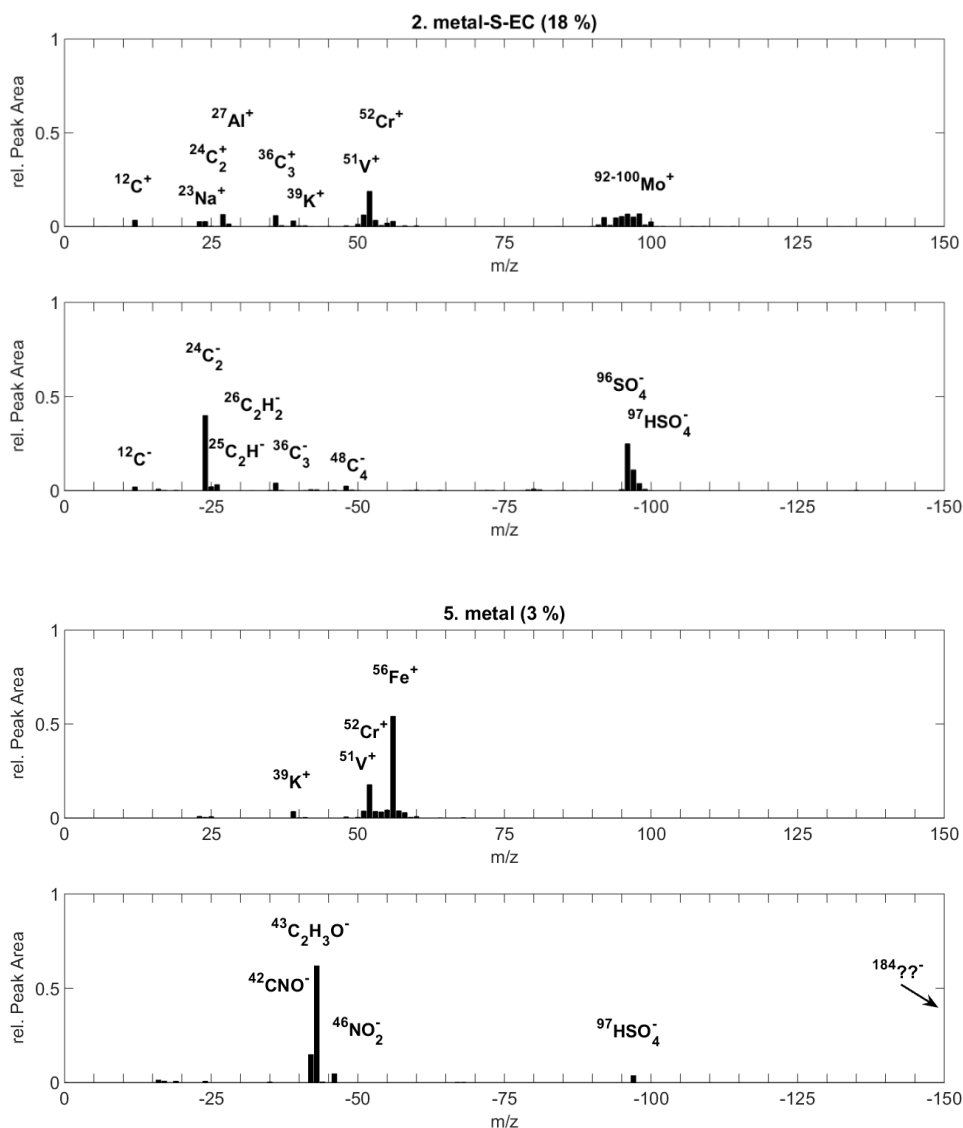 2. metal-S-EC (18 %)
1
rel. Peak Area
0.5
0
¹²C⁺
²³Na⁺
²⁴C₂⁺
²⁷Al⁺
³⁶C₃⁺
³⁹K⁺
⁵¹V⁺
⁵²Cr⁺
⁹²⁻¹⁰⁰Mo⁺
0 25 50 75 100 150
m/z
1
rel. Peak Area
0.5
0
¹²C⁻
²⁴C₂⁻
²⁵C₂H⁻
²⁶C₂H₂⁻
³⁶C₃⁻
⁴⁸C₄⁻
⁹⁶SO₄⁻
⁹⁷HSO₄⁻
0 -25 -50 -75 -100 -150
m/z
5. metal (3 %)
1
rel. Peak Area
0.5
0
³⁹K⁺
⁵¹V⁺
⁵²Cr⁺
⁵⁶Fe⁺
0 25 50 75 100 150
m/z
1
rel. Peak Area
0.5
0
⁴²CNO⁻
⁴³C₂H₃O⁻
⁴⁶NO₂⁻
⁹⁷HSO₄⁻
¹⁸⁴??⁻
0 -25 -50 -75 -100 -150
m/z